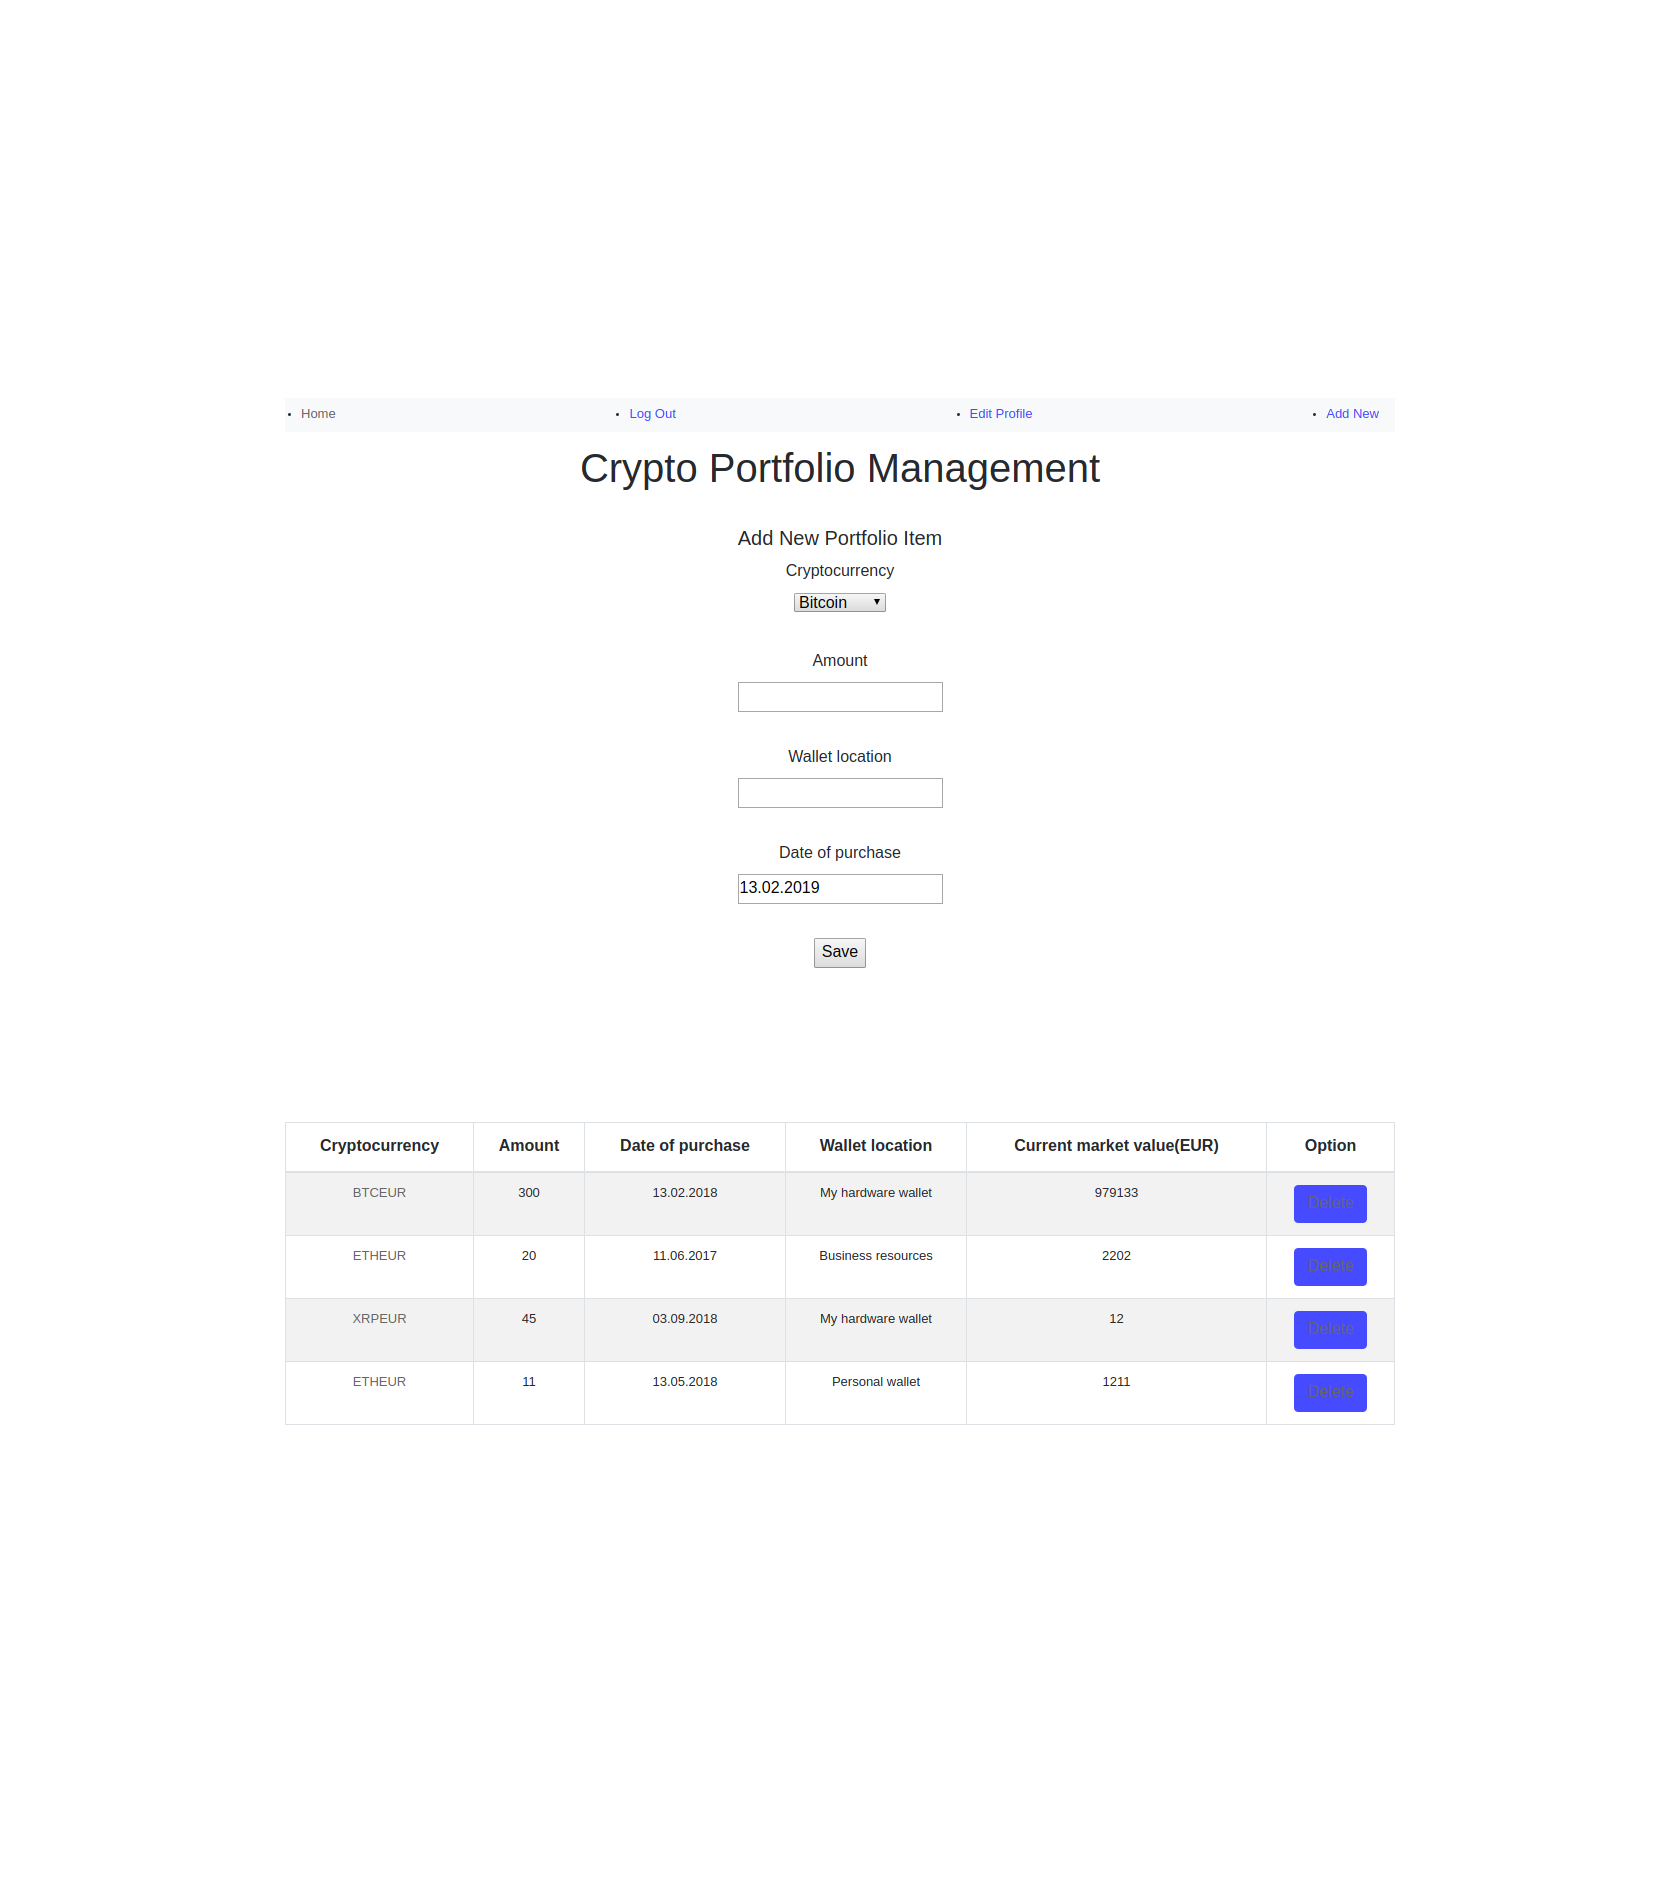 Home Log Out Edit Profile Add New
Crypto Portfolio Management
Add New Portfolio Item
Cryptocurrency
Bitcoin
Amount
Wallet location
Date of purchase
13.02.2019
Save
Cryptocurrency Amount Date of purchase Wallet location Current market value(EUR) Option
BTCEUR 300 13.02.2018 My hardware wallet 979133 Delete
ETHEUR 20 11.06.2017 Business resources 2202 Delete
XRPEUR 45 03.09.2018 My hardware wallet 12 Delete
ETHEUR 11 13.05.2018 Personal wallet 1211 Delete